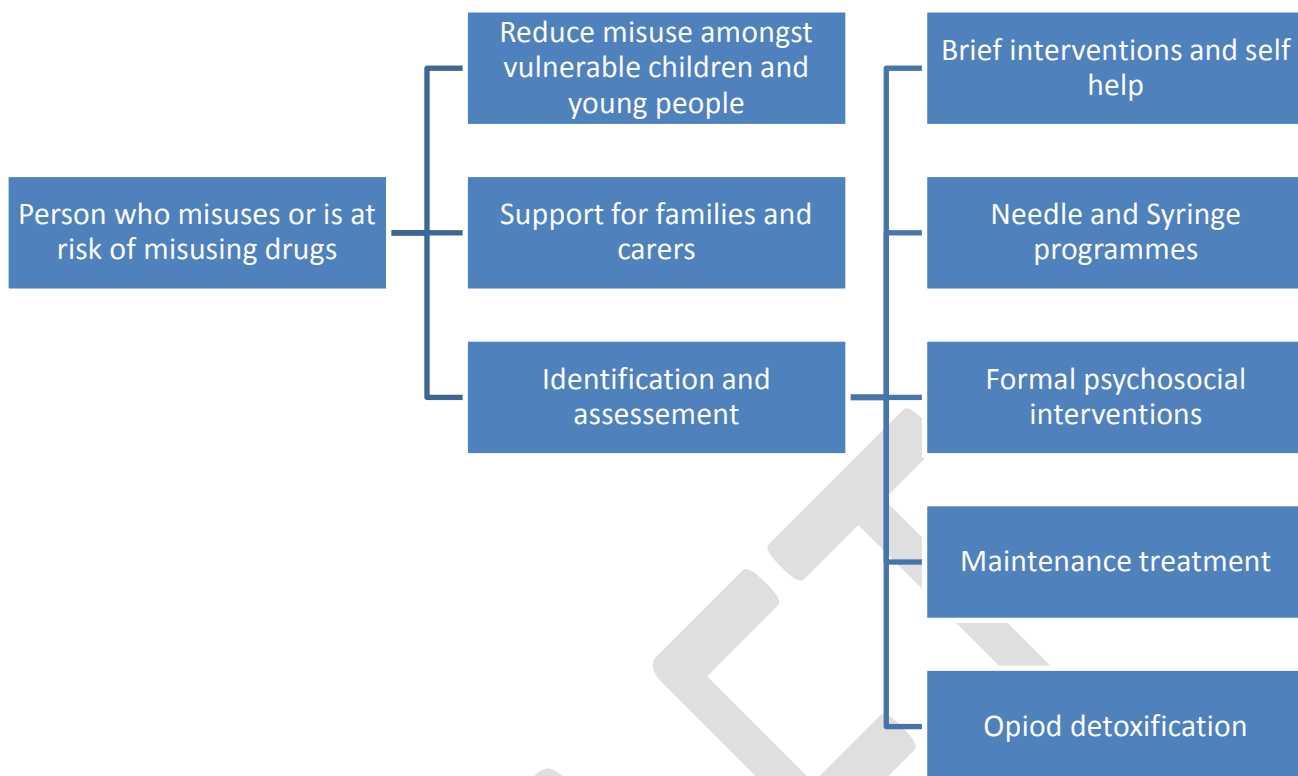 Reduce misuse amongst
vulnerable children and
young people
Brief interventions and self
help
Person who misuses or is at
risk of misusing drugs
Support for families and
carers
Needle and Syringe
programmes
Identification and
assessement
Formal psychosocial
interventions
Maintenance treatment
Opiod detoxification